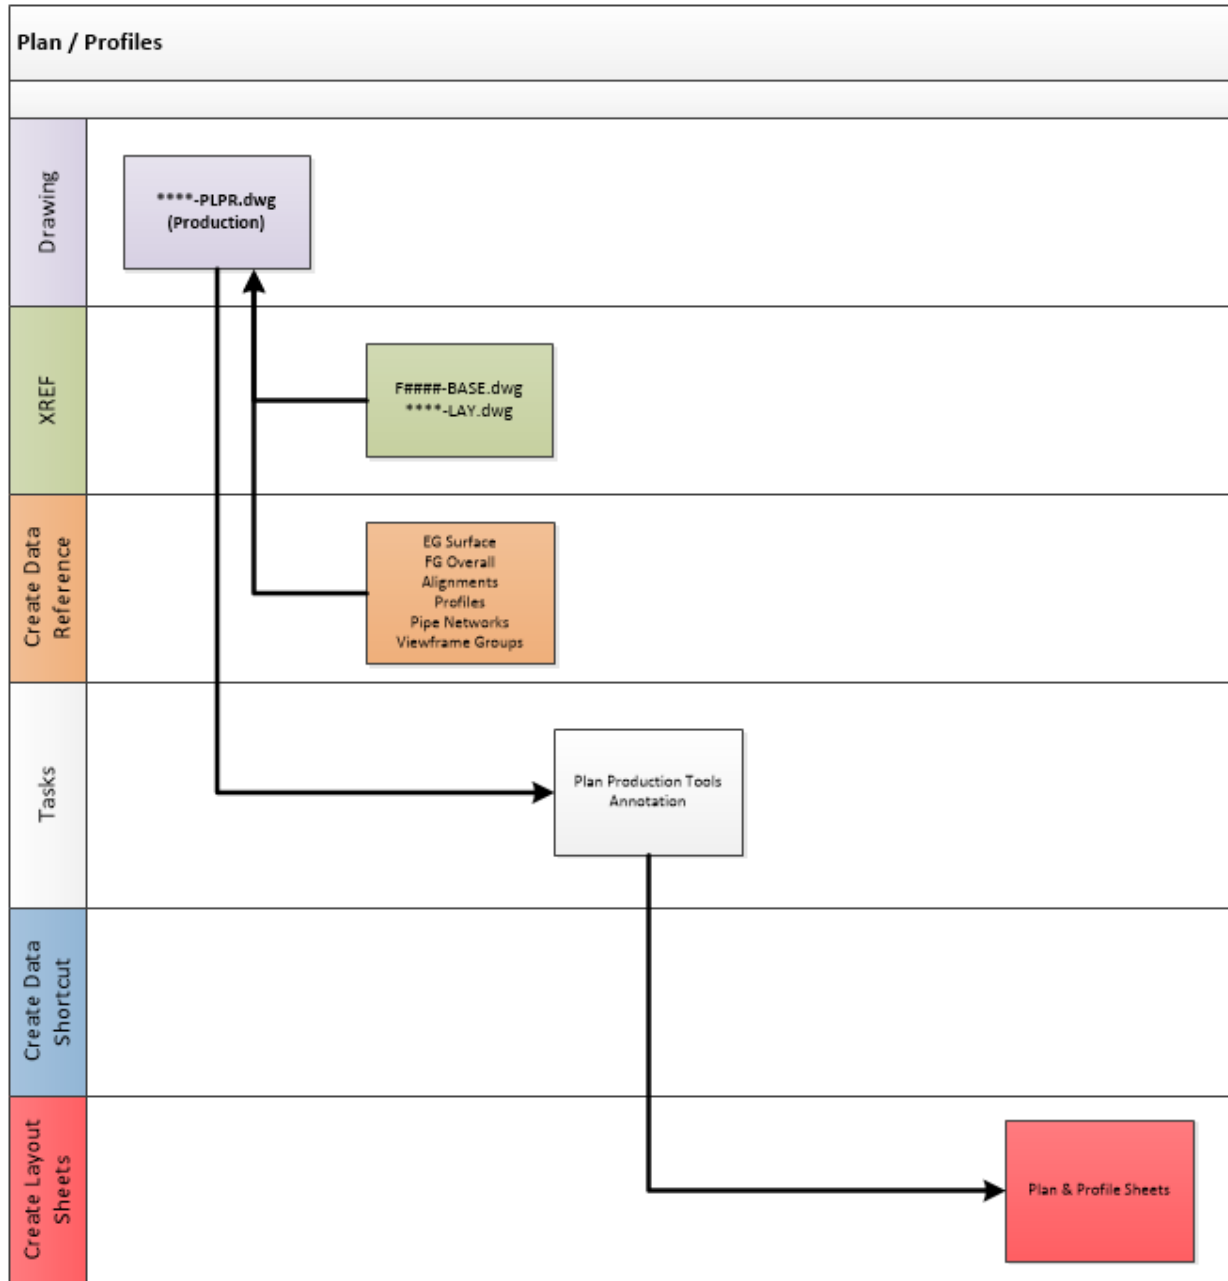 Plan / Profiles
Drawing
****-PLPR.dwg
(Production)
XREF
F####-BASE.dwg
****-LAY.dwg
Create Data
Reference
EG Surface
FG Overall
Alignments
Profiles
Pipe Networks
Viewframe Groups
Tasks
Plan Production Tools
Annotation
Create Data
Shortcut
Create Layout
Sheets
Plan & Profile Sheets